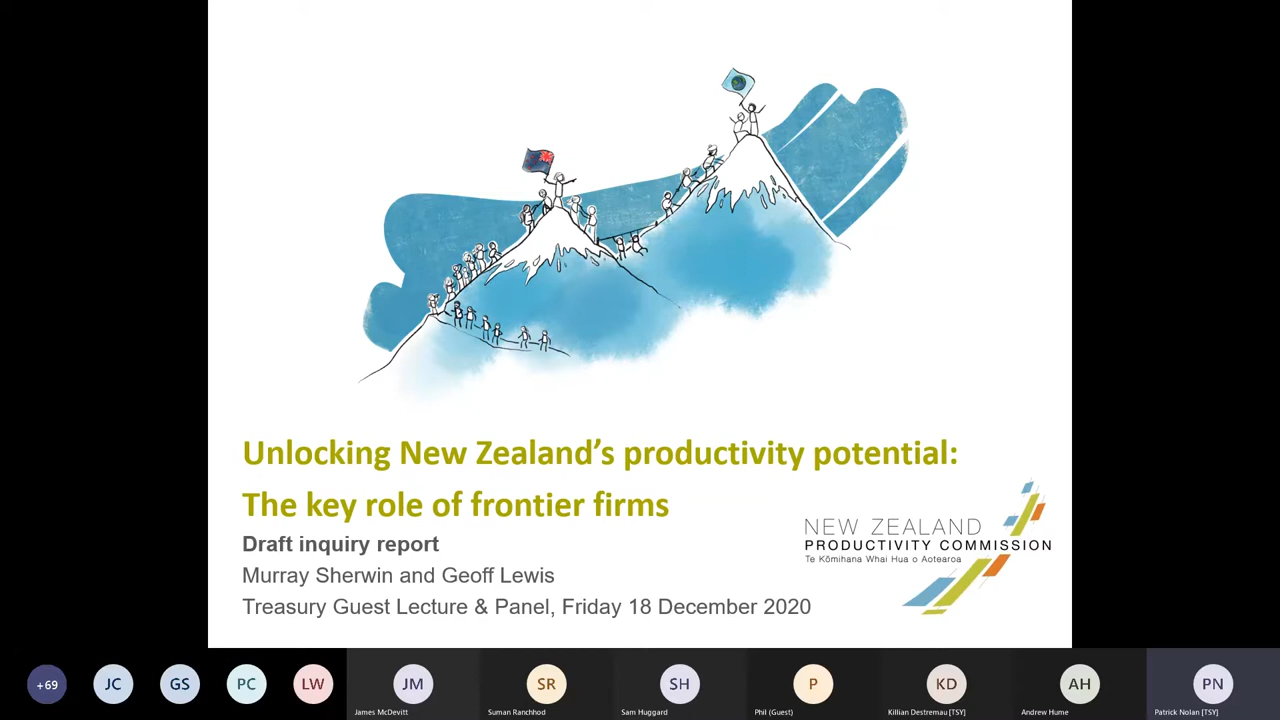 Unlocking New Zealand’s productivity potential:
The key role of frontier firms
Draft inquiry report
Murray Sherwin and Geoff Lewis
Treasury Guest Lecture & Panel, Friday 18 December 2020
NEW ZEALAND
PRODUCTIVITY COMMISSION
Te Kōmihana Whai Hua o Aotearoa
+69 JC GS PC LW JM SR SH P KD AH PN
James McDevitt Suman Ranchhod Sam Huggard Phil (Guest) Killian Destremau [TSY] Andrew Hume Patrick Nolan [TSY]